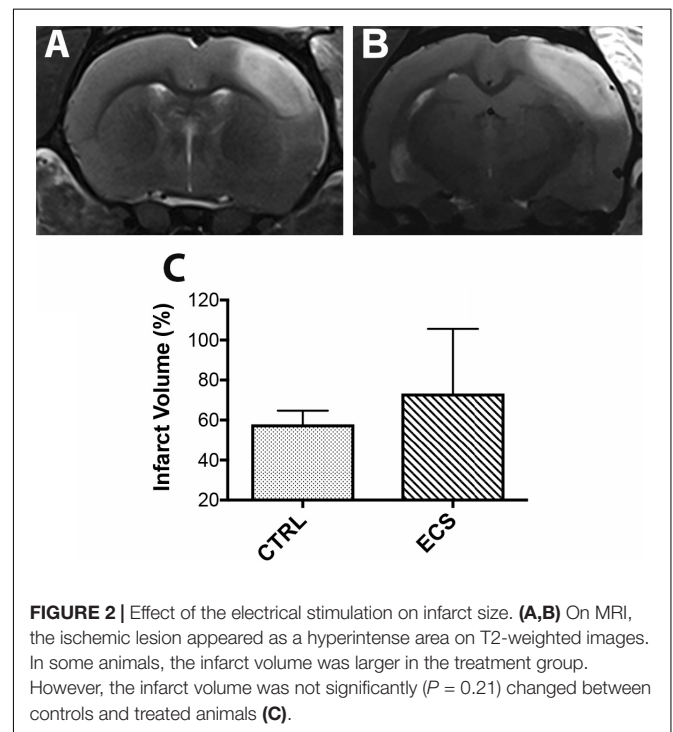 A
B
C
Infarct Volume (%)
120
100
80
60
40
20
CTRL
ECS
FIGURE 2 | Effect of the electrical stimulation on infarct size. (A,B) On MRI,
the ischemic lesion appeared as a hyperintense area on T2-weighted images.
In some animals, the infarct volume was larger in the treatment group.
However, the infarct volume was not significantly (P = 0.21) changed between
controls and treated animals (C).